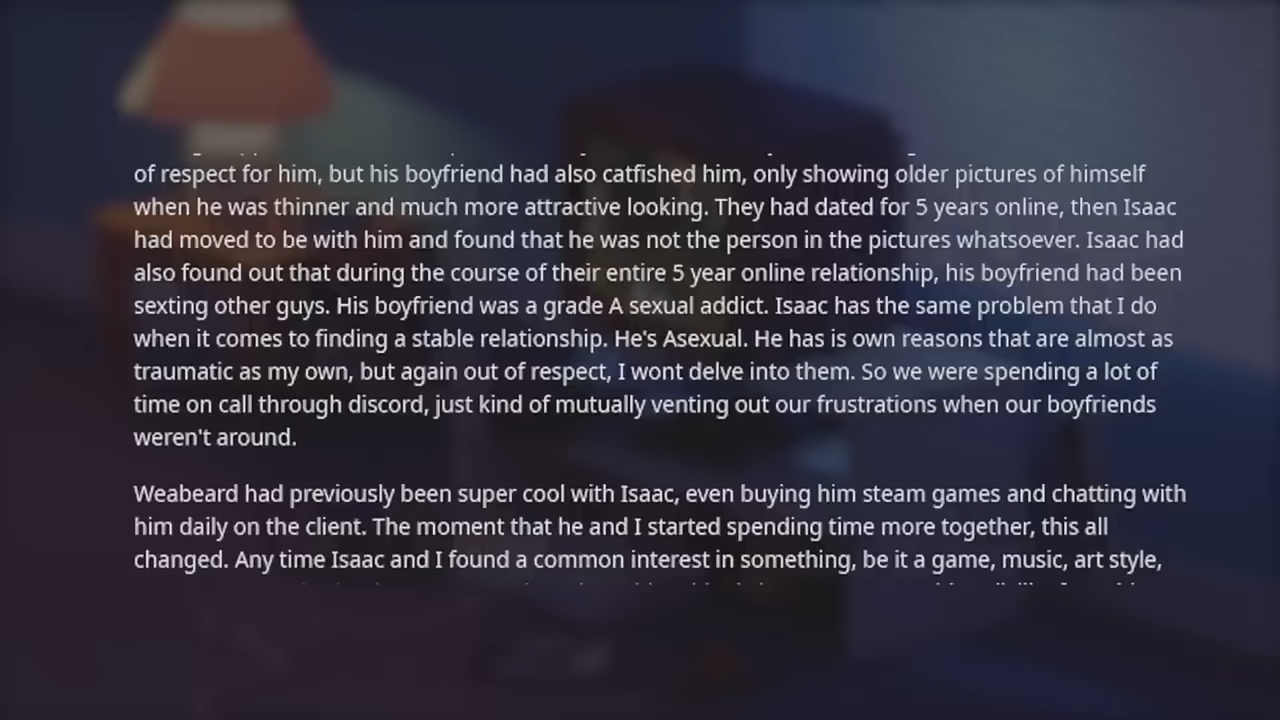 of respect for him, but his boyfriend had also catfished him, only showing older pictures of himself
when he was thinner and much more attractive looking. They had dated for 5 years online, then Isaac
had moved to be with him and found that he was not the person in the pictures whatsoever. Isaac had
also found out that during the course of their entire 5 year online relationship, his boyfriend had been
sexting other guys. His boyfriend was a grade A sexual addict. Isaac has the same problem that I do
when it comes to finding a stable relationship. He's Asexual. He has is own reasons that are almost as
traumatic as my own, but again out of respect, I wont delve into them. So we were spending a lot of
time on call through discord, just kind of mutually venting out our frustrations when our boyfriends
weren't around.
Weabeard had previously been super cool with Isaac, even buying him steam games and chatting with
him daily on the client. The moment that he and I started spending time more together, this all
changed. Any time Isaac and I found a common interest in something, be it a game, music, art style,